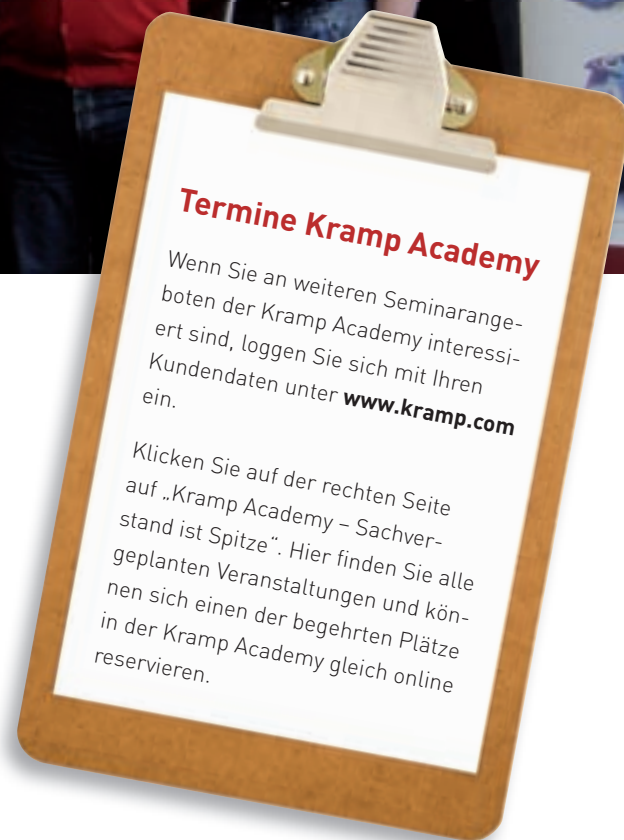 Termine Kramp Academy
Wenn Sie an weiteren Seminarange-
boten der Kramp Academy interessi-
ert sind, loggen Sie sich mit Ihren
Kundendaten unter www.kramp.com
ein.
Klicken Sie auf der rechten Seite
auf „Kramp Academy – Sachver-
stand ist Spitze“. Hier finden Sie alle
geplanten Veranstaltungen und kön-
nen sich einen der begehrten Plätze
in der Kramp Academy gleich online
reservieren.